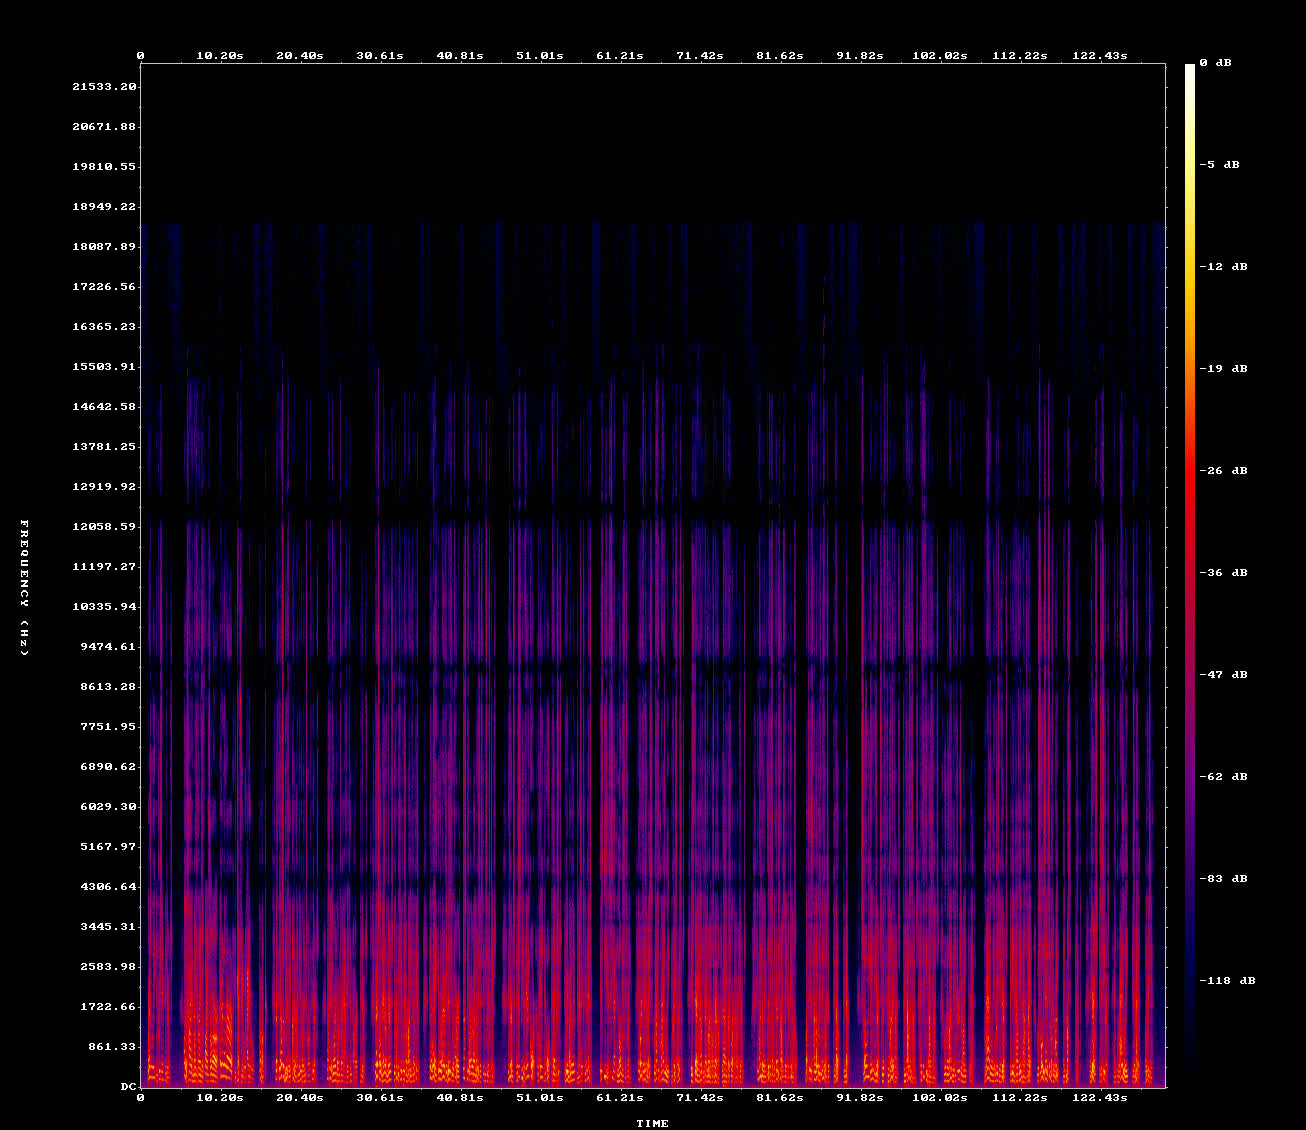 0 10.20s 20.40s 30.61s 40.81s 51.01s 61.21s 71.42s 81.62s 91.82s 102.02s 112.22s 122.43s
21533.20
20671.88
19810.55
18949.22
18087.89
17226.56
16365.23
15503.91
14642.58
13781.25
12919.92
12058.59
11197.27
10335.94
9474.61
8613.28
7751.95
6890.62
6029.30
5167.97
4306.64
3445.31
2583.98
1722.66
861.33
DC
FREQUENCY (Hz)
0 dB
-5 dB
-12 dB
-19 dB
-26 dB
-36 dB
-47 dB
-62 dB
-83 dB
-118 dB
0 10.20s 20.40s 30.61s 40.81s 51.01s 61.21s 71.42s 81.62s 91.82s 102.02s 112.22s 122.43s
TIME